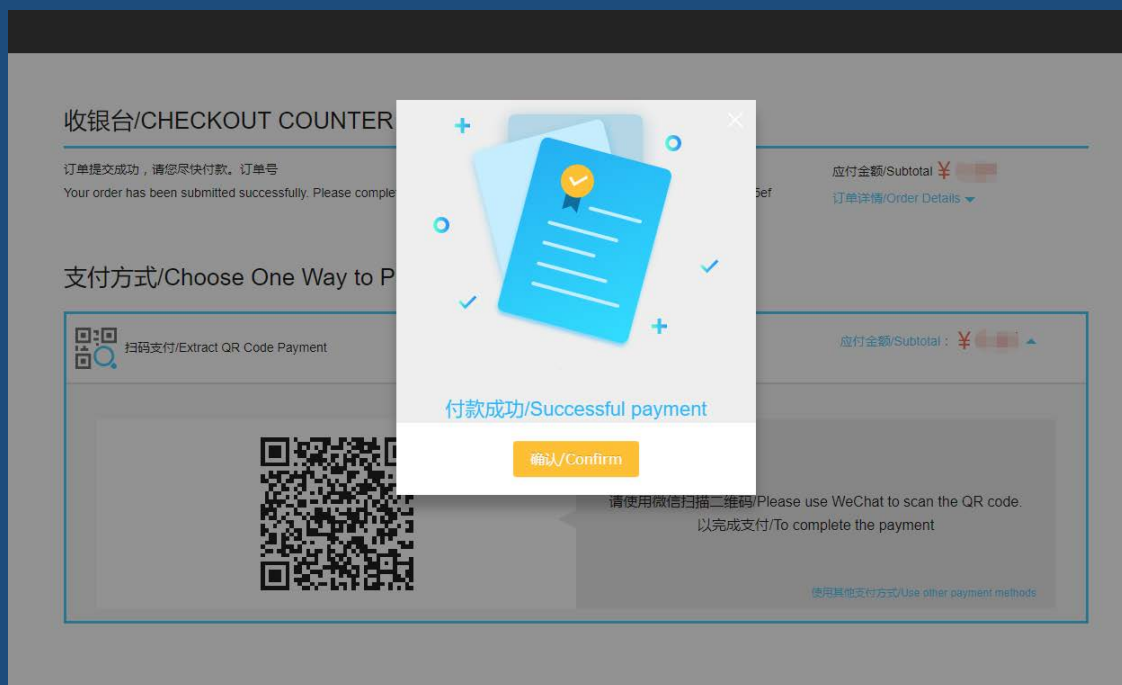 收银台/CHECKOUT COUNTER
订单提交成功，请您尽快付款。订单号
应付金额/Subtotal ¥
Your order has been submitted successfully. Please
5ef
订单详情/Order Details
支付方式/Choose One Way to P
扫码支付/Extract QR Code Payment
应付金额/Subtotal： ¥
付款成功/Successful payment
确认/Confirm
请使用微信扫描二维码/Please use WeChat to scan the QR code.
以完成支付/To complete the payment
使用其他支付方式/Use other payment methods